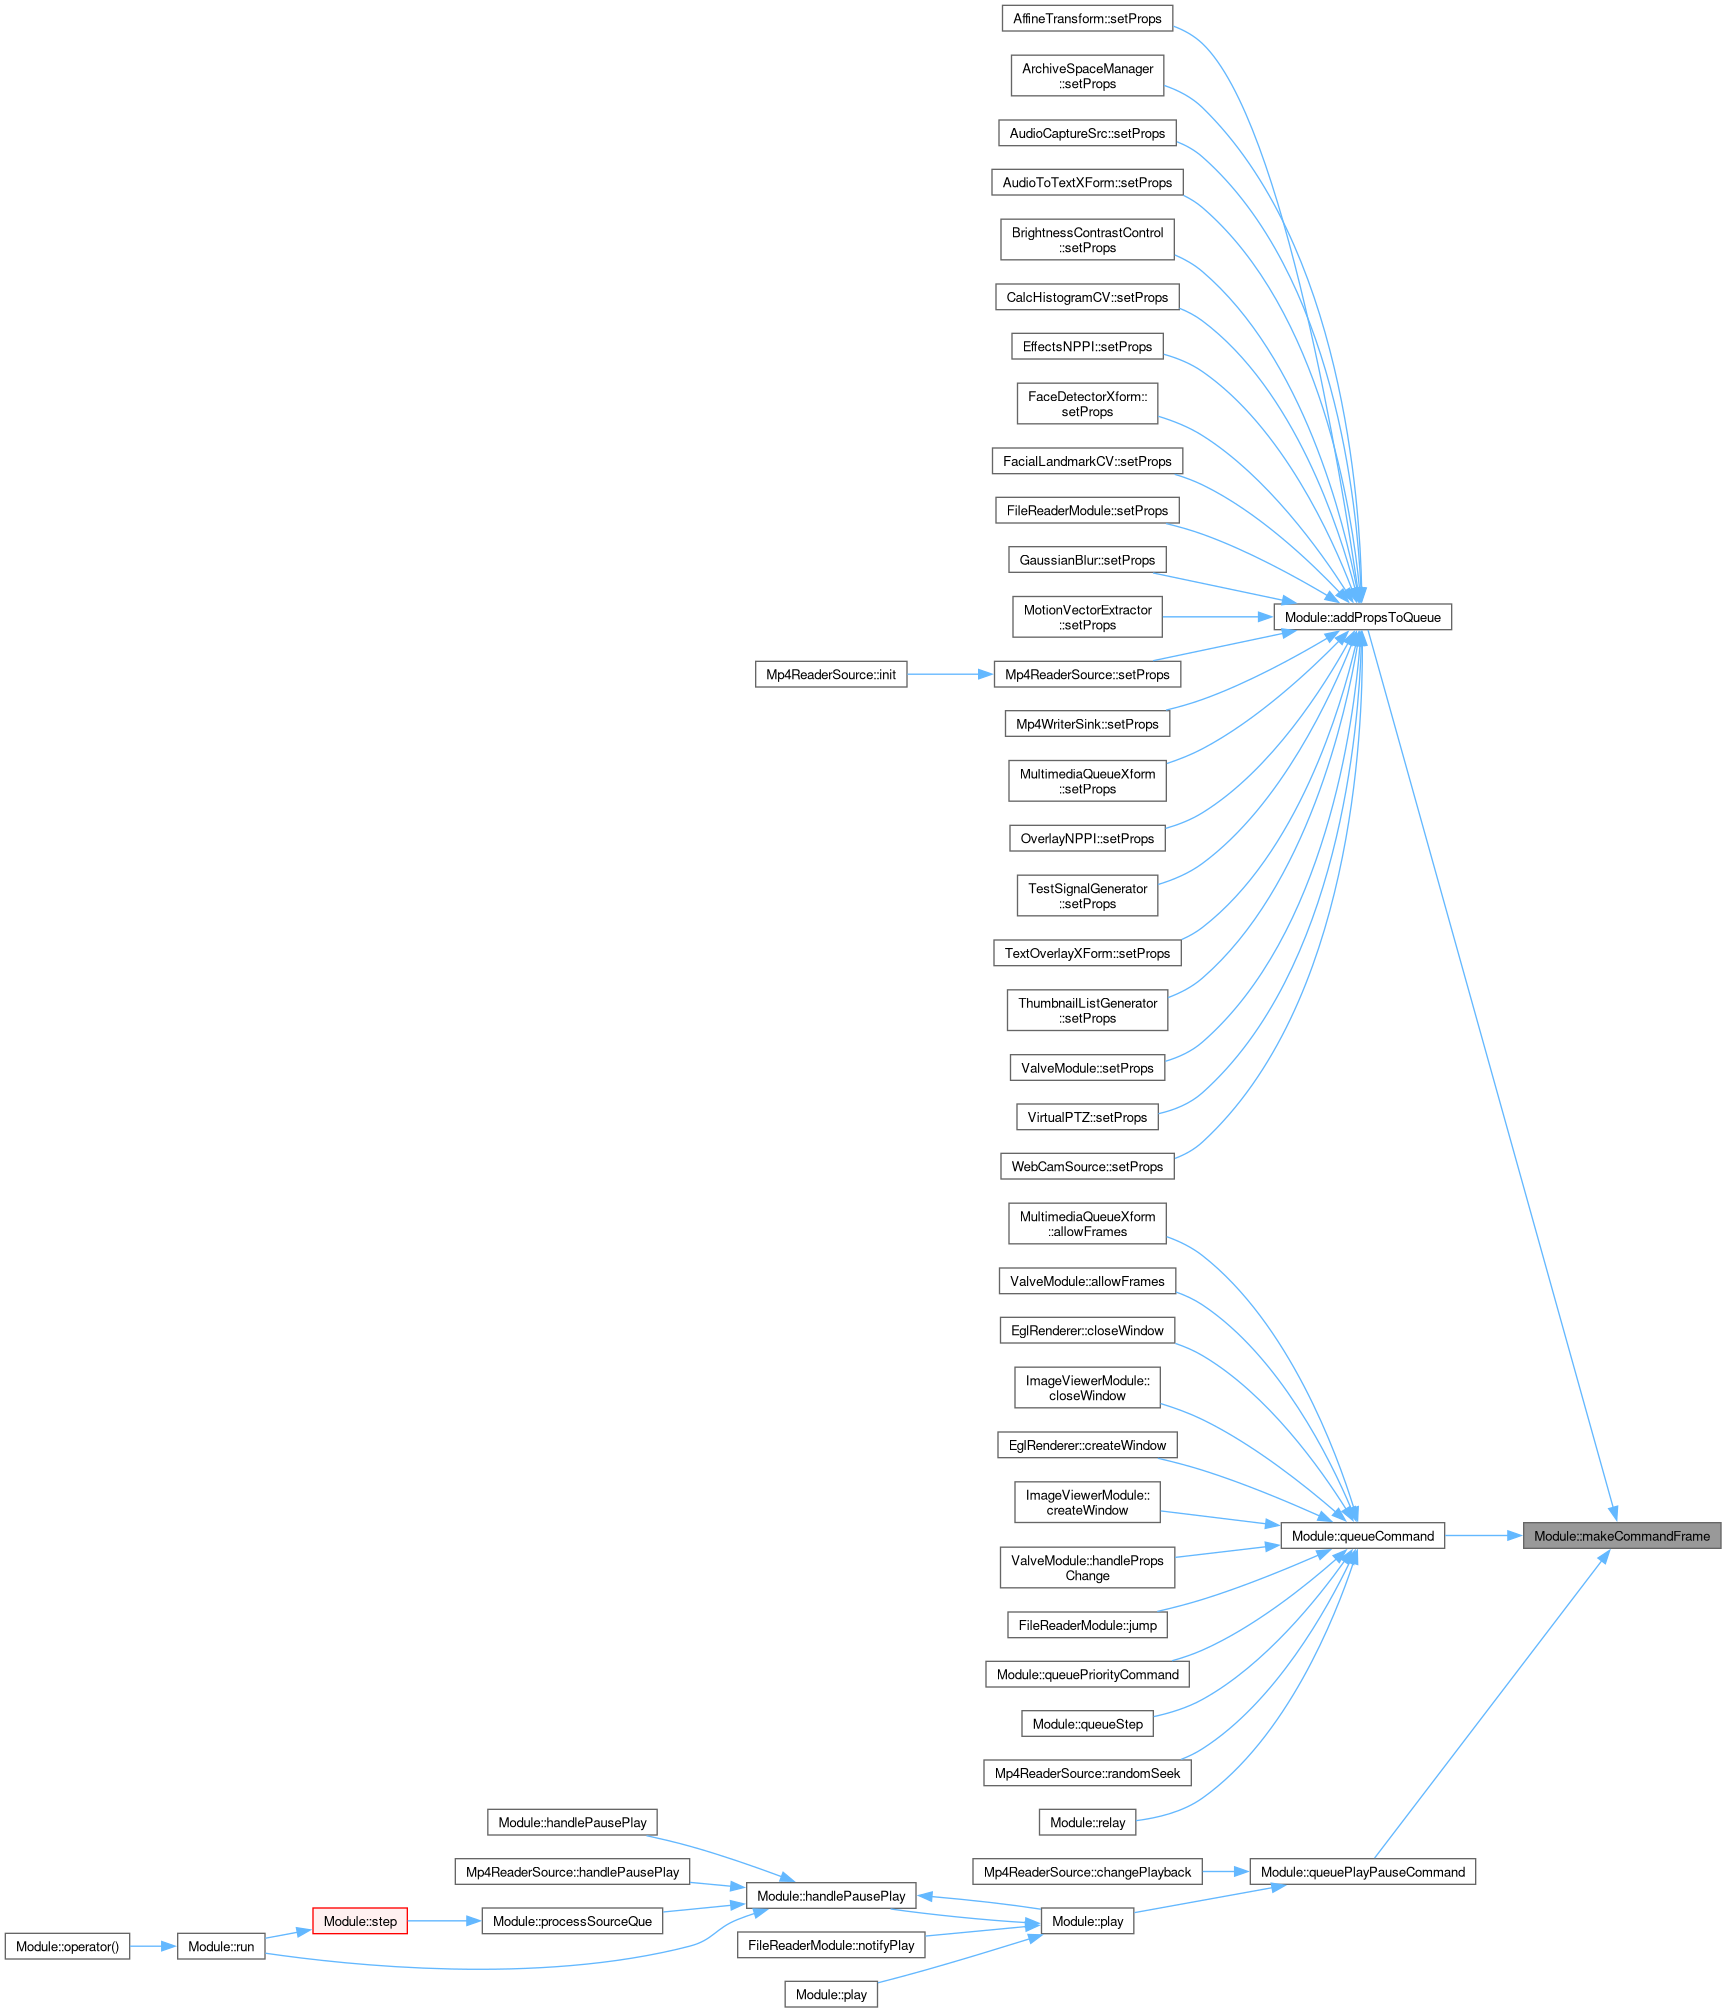 AffineTransform::setProps
ArchiveSpaceManager
::setProps
AudioCaptureSrc::setProps
AudioToTextXForm::setProps
BrightnessContrastControl
::setProps
CalcHistogramCV::setProps
EffectsNPPI::setProps
FaceDetectorXform::
setProps
FacialLandmarkCV::setProps
FileReaderModule::setProps
GaussianBlur::setProps
MotionVectorExtractor
::setProps
Module::addPropsToQueue
Mp4ReaderSource::init
Mp4ReaderSource::setProps
Mp4WriterSink::setProps
MultimediaQueueXform
::setProps
OverlayNPPI::setProps
TestSignalGenerator
::setProps
TextOverlayXForm::setProps
ThumbnailListGenerator
::setProps
ValveModule::setProps
VirtualPTZ::setProps
WebCamSource::setProps
MultimediaQueueXform
::allowFrames
ValveModule::allowFrames
EglRenderer::closeWindow
ImageViewerModule::
closeWindow
EglRenderer::createWindow
ImageViewerModule::
createWindow
Module::queueCommand
Module::makeCommandFrame
ValveModule::handleProps
Change
FileReaderModule::jump
Module::queuePriorityCommand
Module::queueStep
Mp4ReaderSource::randomSeek
Module::relay
Module::handlePausePlay
Mp4ReaderSource::handlePausePlay
Mp4ReaderSource::changePlayback
Module::queuePlayPauseCommand
Module::handlePausePlay
Module::step
Module::processSourceQue
Module::play
Module::operator()
Module::run
FileReaderModule::notifyPlay
Module::play